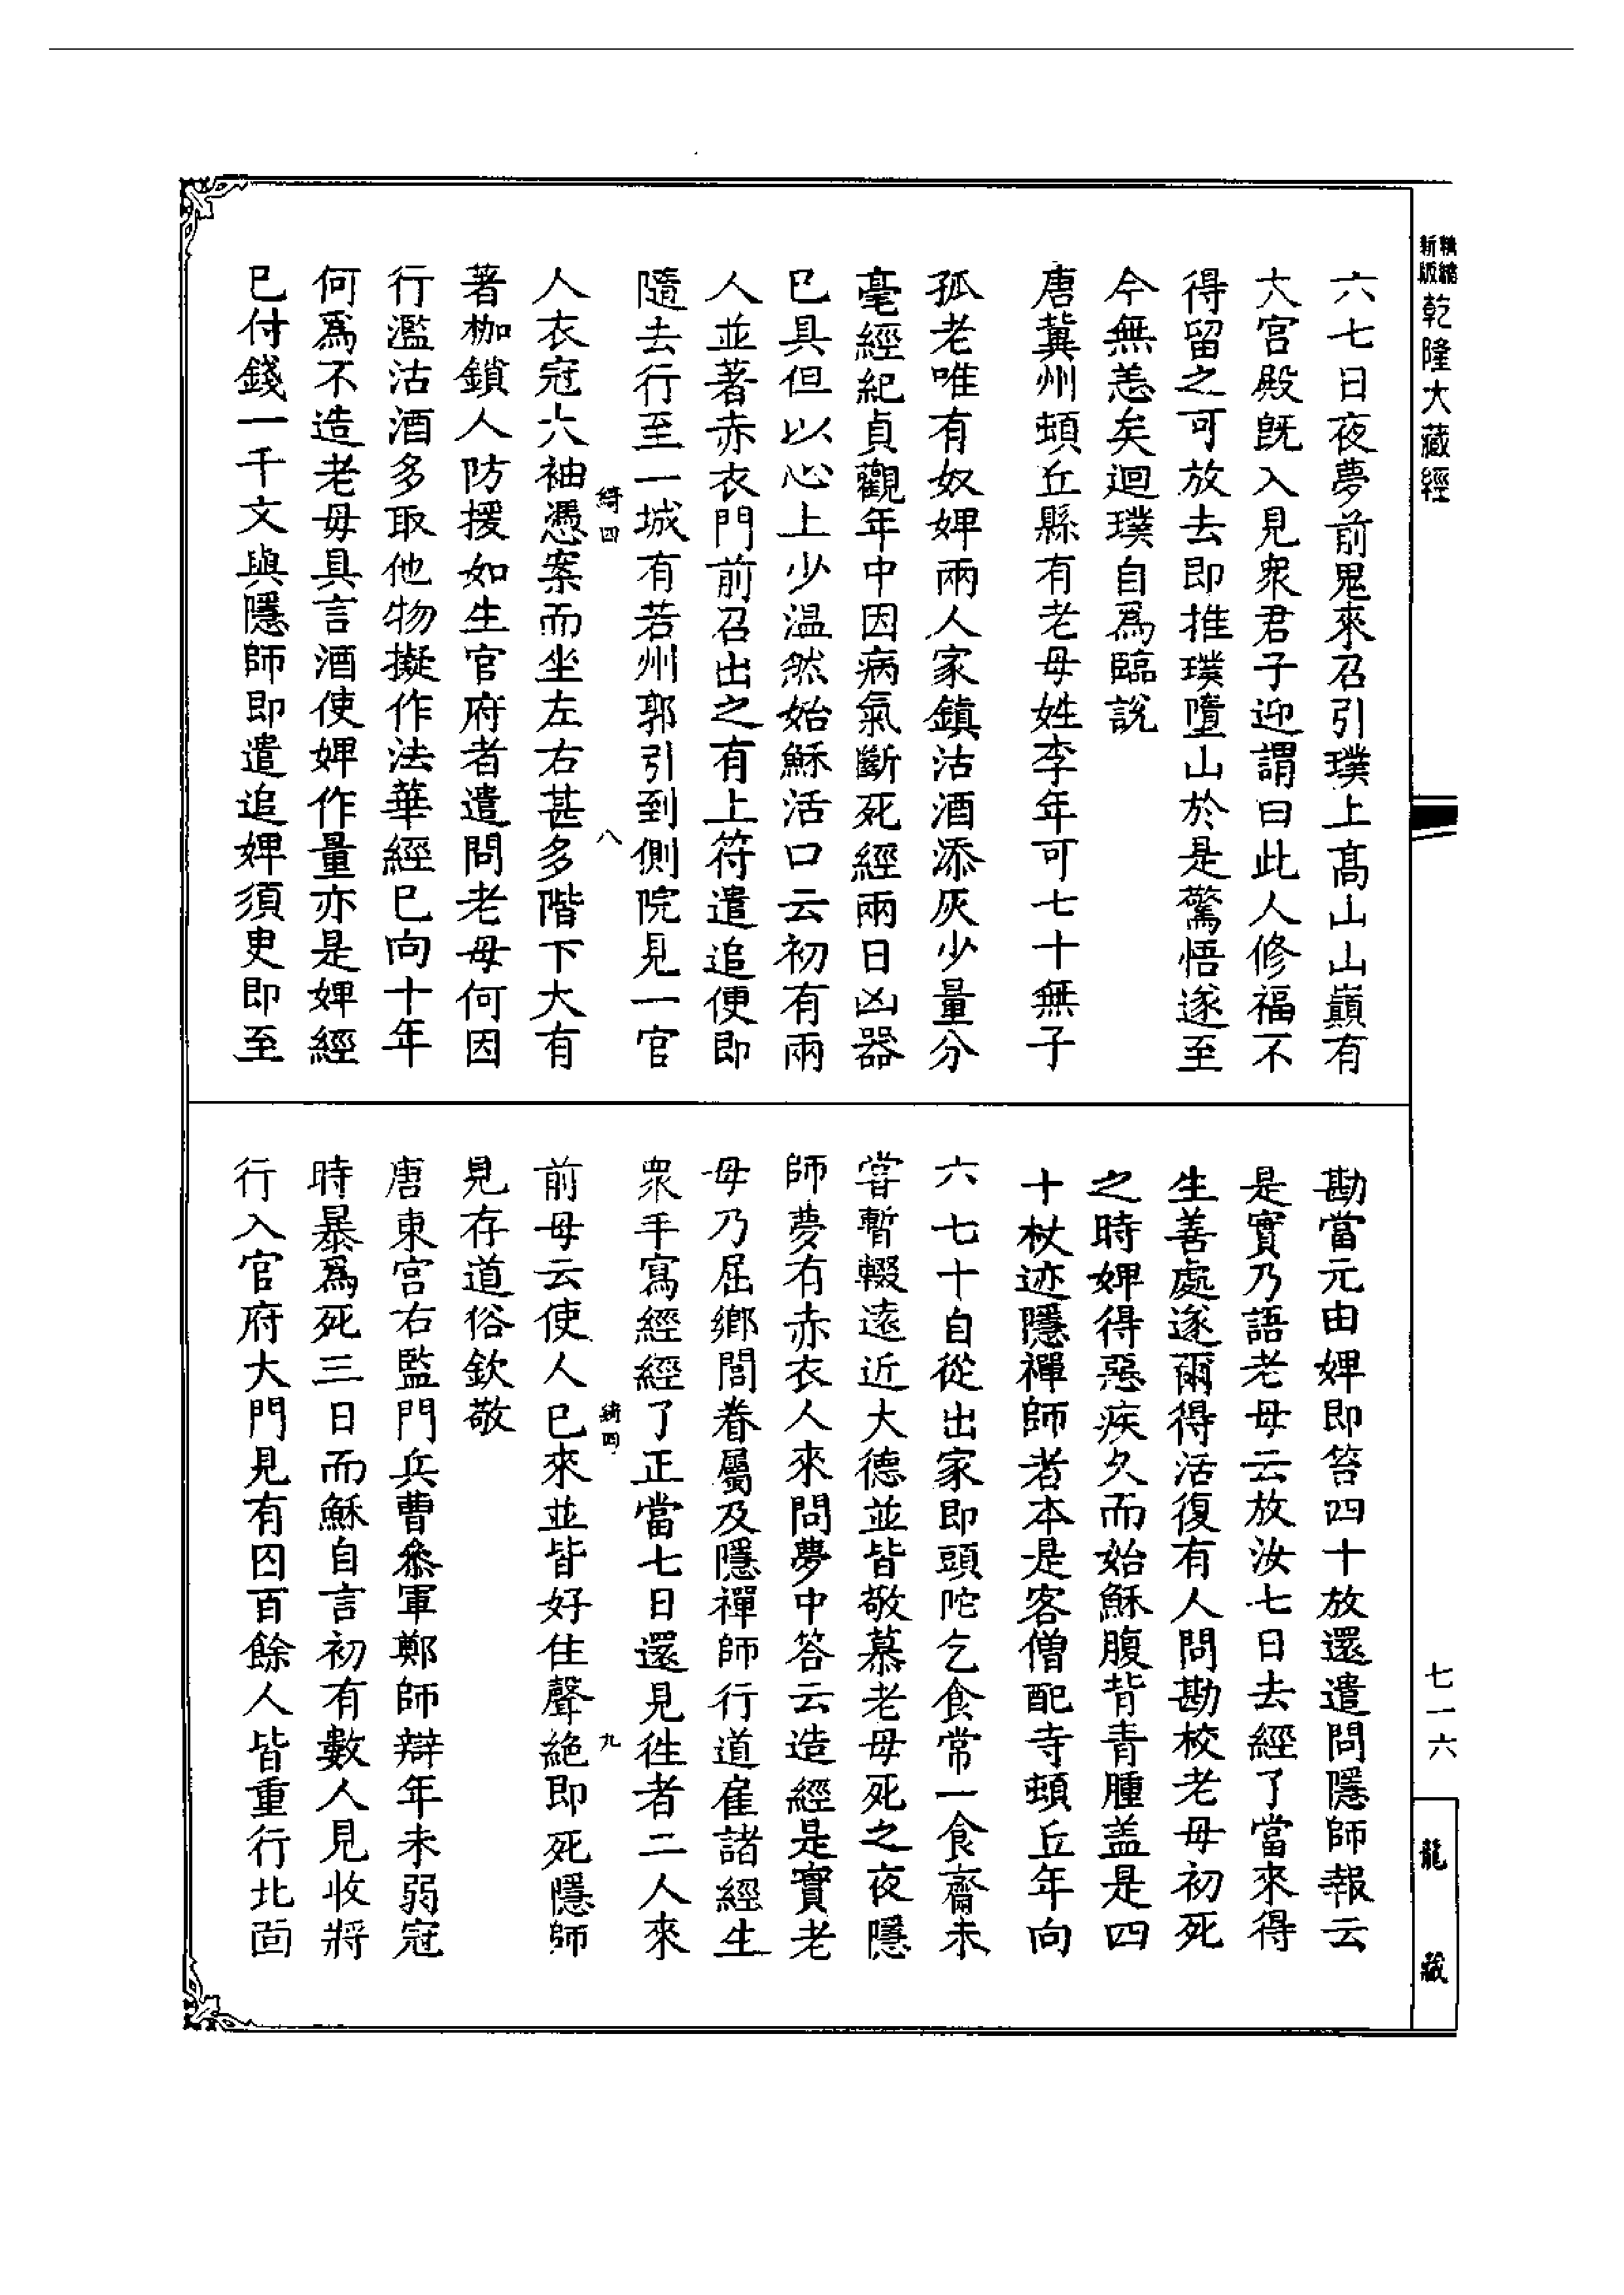 新版
乾隆大藏經
六七日夜夢前鬼來召引璞上高山山巔有
大宮殿旣入見衆君子迎謂曰此人修福不
得留之可放去即推璞墮山於是驚悟遂至
今無恙矣迴璞自爲臨說
唐冀州頓丘縣有老母姓李年可七十無子
孤老唯有奴婢兩人家鎮沽酒添灰少量分
毫經紀貞觀年中因病氣斷死經兩日凶器
已具但以心上少温然始穌活口云初有兩
人並著赤衣門前召出之有上符遣追便即
隨去行至一城有若州郭引到側院見一官
綺四
八
人衣冠大袖憑案而坐左右甚多階下大有
著枷鎖人防援如生官府者遣問老母何因
行濫沽酒多取他物擬作法華經已向十年
何爲不造老母具言酒使婢作量亦是婢經
已付錢一千文與隱師即遣追婢須臾即至
勘當元由婢即笞四十放還遣問隱師報云
是實乃語老母云放汝七日去經了當來得
生善處遂爾得活復有人問勘校老母初死
之時婢得惡疾久而始穌腹背青腫蓋是四
十杖迹隱禪師者本是客僧配寺頓丘年向
六七十自從出家即頭陀乞食常一食齋未
嘗暫輟遠近大德並皆敬慕老母死之夜隱
師夢有赤衣人來問夢中答云造經是實老
母乃屈鄉閭眷屬及隱禪師行道雇諸經生
衆手寫經經了正當七日還見徃者二人來
綺四
九
前母云使人已來並皆好住聲絕即死隱師
見存道俗欽敬
唐東宮右監門兵曹叅軍鄭師辯年未弱冠
時暴爲死三日而穌自言初有數人見收將
行入官府大門見有囚百餘人皆重行北面
七一六
龍藏